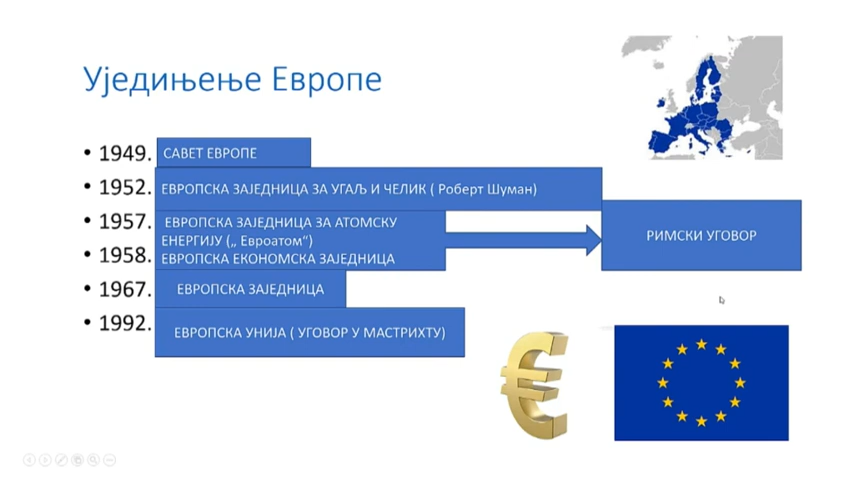 Уједињење Европе
• 1949. САВЕТ ЕВРОПЕ
• 1952. ЕВРОПСКА ЗАЈЕДНИЦА ЗА УГАЉ И ЧЕЛИК ( Роберт Шуман)
• 1957. ЕВРОПСКА ЗАЈЕДНИЦА ЗА АТОМСКУ
ЕНЕРГИЈУ („ Евроатом“)
• 1958. ЕВРОПСКА ЕКОНОМСКА ЗАЈЕДНИЦА
РИМСКИ УГОВОР
• 1967. ЕВРОПСКА ЗАЈЕДНИЦА
• 1992. ЕВРОПСКА УНИЈА ( УГОВОР У МАСТРИХТУ)